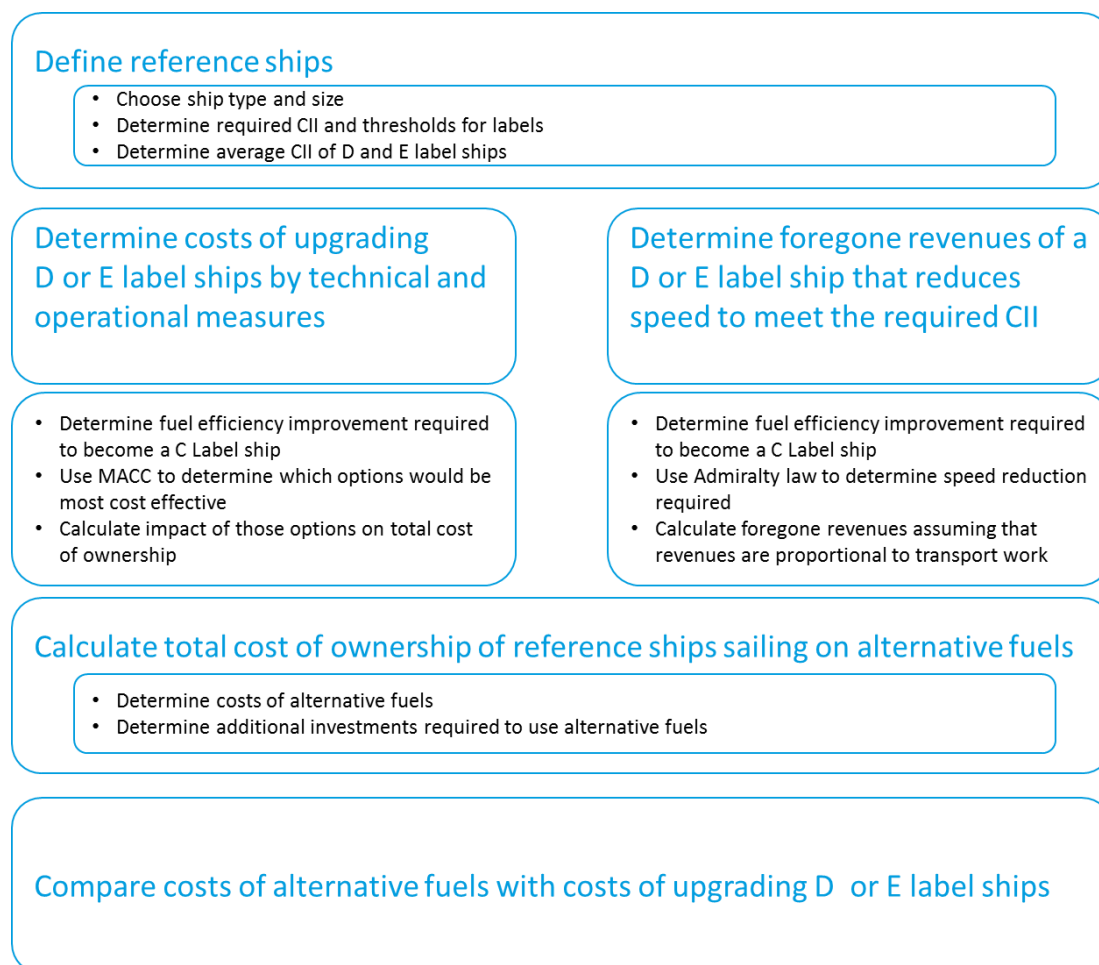 Define reference ships
• Choose ship type and size
• Determine required CII and thresholds for labels
• Determine average CII of D and E label ships
Determine costs of upgrading
D or E label ships by technical and
operational measures
• Determine fuel efficiency improvement required
to become a C Label ship
• Use MACC to determine which options would be
most cost effective
• Calculate impact of those options on total cost
of ownership
Determine foregone revenues of a
D or E label ship that reduces
speed to meet the required CII
• Determine fuel efficiency improvement required
to become a C Label ship
• Use Admiralty law to determine speed reduction
required
• Calculate foregone revenues assuming that
revenues are proportional to transport work
Calculate total cost of ownership of reference ships sailing on alternative fuels
• Determine costs of alternative fuels
• Determine additional investments required to use alternative fuels
Compare costs of alternative fuels with costs of upgrading D  or E label ships